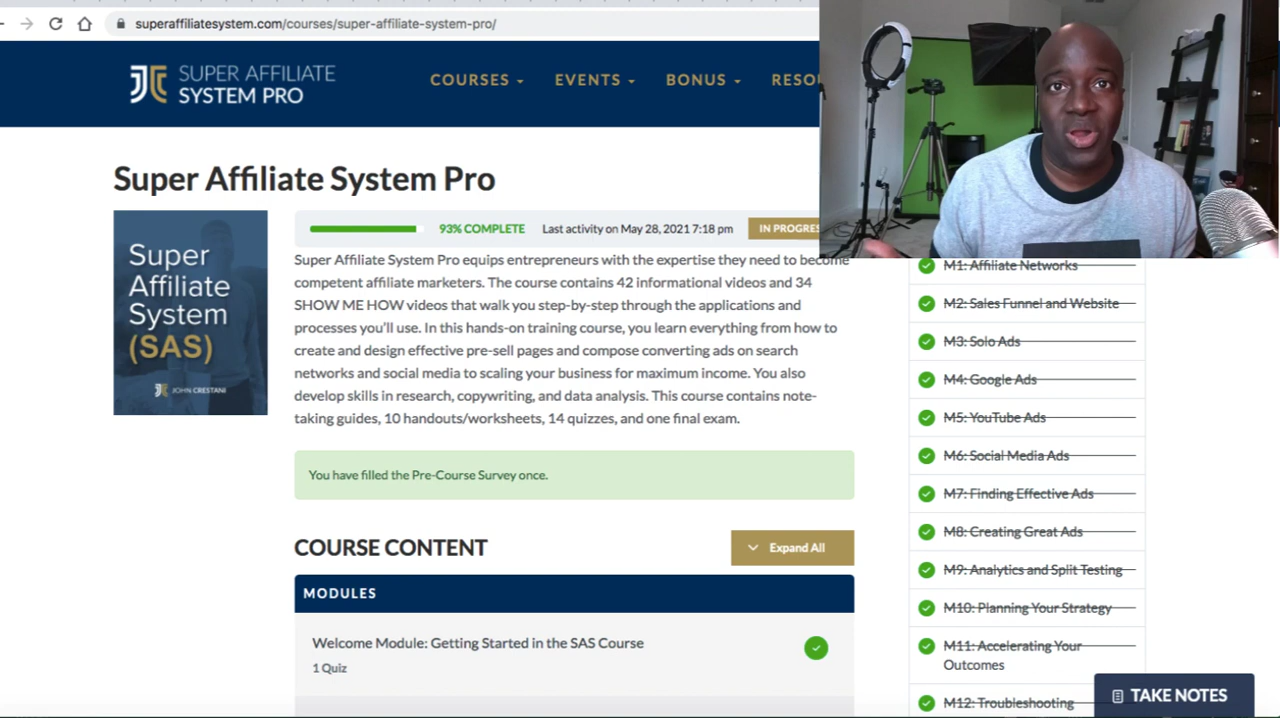 superaffiliatesystem.com/courses/super-affiliate-system-pro/
SUPER AFFILIATE
SYSTEM PRO
COURSES
EVENTS
BONUS
Super Affiliate System Pro
Super
Affiliate
System
(SAS)
JOHN CRESTANI
93% COMPLETE
Last activity on May 28, 2021 7:18 pm
IN
Super Affiliate System Pro equips entrepreneurs with the expertise they need to become
competent affiliate marketers. The course contains 42 informational videos and 34
SHOW ME HOW videos that walk you step-by-step through the applications and
processes you'll use. In this hands-on training course, you learn everything from how to
create and design effective pre-sell pages and compose converting ads on search
networks and social media to scaling your business for maximum income. You also
develop skills in research, copywriting, and data analysis. This course contains note-
taking guides, 10 handouts/worksheets, 14 quizzes, and one final exam.
You have filled the Pre-Course Survey once.
COURSE CONTENT
Expand All
MODULES
Welcome Module: Getting Started in the SAS Course
1 Quiz
M1: Affiliate Networks
M2: Sales Funnel and Website
M3: Solo Ads
M4: Google Ads
M5: YouTube Ads
M6: Social Media Ads
M7: Finding Effective Ads
M8: Creating Great Ads
M9: Analytics and Split Testing
M10: Planning Your Strategy
M11: Accelerating Your
Outcomes
M12: Troubleshooting
TAKE NOTES